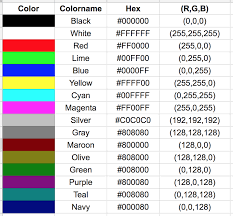 Color Colorname Hex (R,G,B)
Black #000000 (0,0,0)
White #FFFFFF (255,255,255)
Red #FF0000 (255,0,0)
Lime #00FF00 (0,255,0)
Blue #0000FF (0,0,255)
Yellow #FFFF00 (255,255,0)
Cyan #00FFFF (0,255,255)
Magenta #FF00FF (255,0,255)
Silver #C0C0C0 (192,192,192)
Gray #808080 (128,128,128)
Maroon #800000 (128,0,0)
Olive #808000 (128,128,0)
Green #008000 (0,128,0)
Purple #800080 (128,0,128)
Teal #008080 (0,128,128)
Navy #000080 (0,0,128)